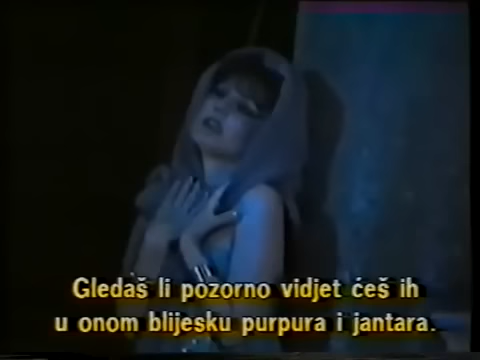 Gledaš li pozorno vidjet ćeš ih
u onom blijesku purpura i jantara.